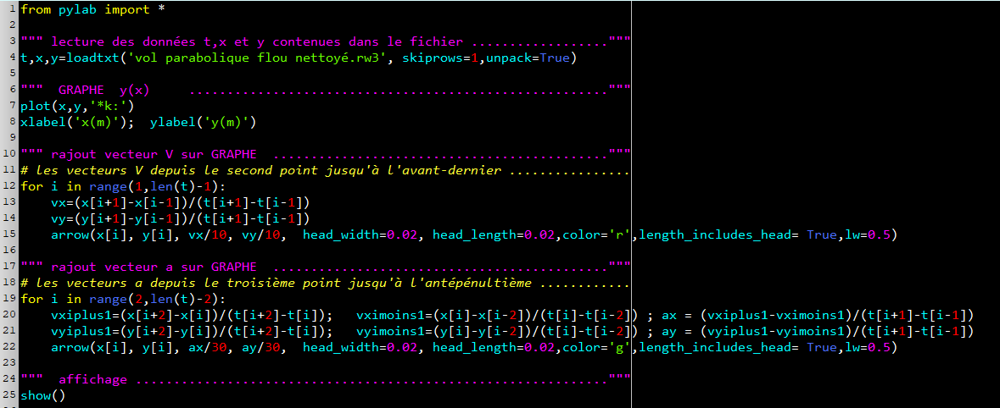 1 from pylab import *
2
3 """ lecture des données t,x et y contenues dans le fichier .................."""
4 t,x,y=loadtxt('vol parabolique flou nettoyé.rw3', skiprows=1,unpack=True)
5
6 """  GRAPHE  y(x)     ......................................................."""
7 plot(x,y,'*k:')
8 xlabel('x(m)');  ylabel('y(m)')
9
10 """ rajout vecteur V sur GRAPHE  ............................................"""
11 # les vecteurs V depuis le second point jusqu'à l'avant-dernier ................
12 for i in range(1,len(t)-1):
13     vx=(x[i+1]-x[i-1])/(t[i+1]-t[i-1])
14     vy=(y[i+1]-y[i-1])/(t[i+1]-t[i-1])
15     arrow(x[i], y[i], vx/10, vy/10,  head_width=0.02, head_length=0.02,color='r',length_includes_head= True,lw=0.5)
16
17 """ rajout vecteur a sur GRAPHE  ............................................"""
18 # les vecteurs a depuis le troisième point jusqu'à l'antépénultième ............
19 for i in range(2,len(t)-2):
20     vxiplus1=(x[i+2]-x[i])/(t[i+2]-t[i]);   vximoins1=(x[i]-x[i-2])/(t[i]-t[i-2]) ; ax = (vxiplus1-vximoins1)/(t[i+1]-t[i-1])
21     vyiplus1=(y[i+2]-y[i])/(t[i+2]-t[i]);   vyimoins1=(y[i]-y[i-2])/(t[i]-t[i-2]) ; ay = (vyiplus1-vyimoins1)/(t[i+1]-t[i-1])
22     arrow(x[i], y[i], ax/30, ay/30,  head_width=0.02, head_length=0.02,color='g',length_includes_head= True,lw=0.5)
23
24 """  affichage .............................................................."""
25 show()